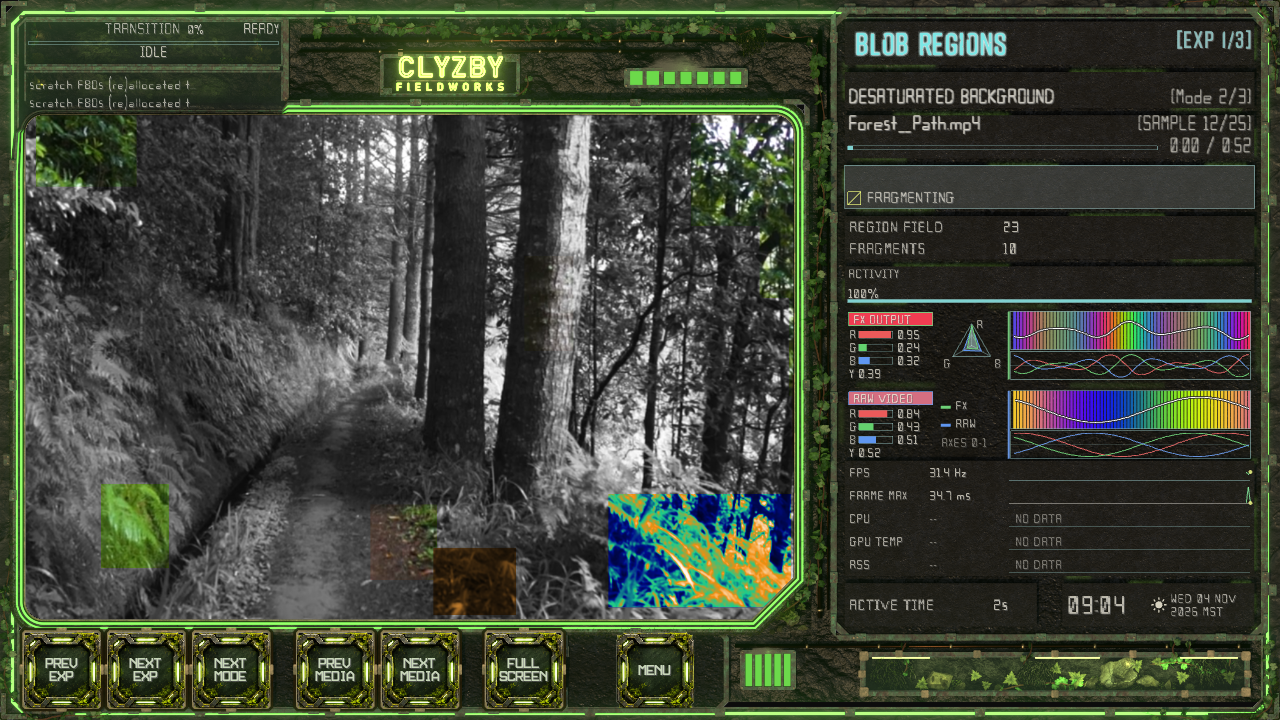 TRANSITION 0% READY
IDLE
scratch FBOs (re)allocated t
scratch FBOs (re)allocated t
CLYZBY
FIELDWORKS
BLOB REGIONS [EXP 1/3]
DESATURATED BACKGROUND (Mode 2/3)
Forest_Path.mp4 (SAMPLE 12/25)
0:00 / 0:52
FRAGMENTING
REGION FIELD 23
FRAGMENTS 10
ACTIVITY
100%
FX OUTPUT
R 0.95
G 0.24
B 0.32
Y 0.39
R
G B
RAW VIDEO
R 0.84
G 0.43
B 0.51
Y 0.52
FX
RAW
AXES 0-1
FPS 31.4 Hz
FRAME MAX 34.7 ms
CPU -- NO DATA
GPU TEMP -- NO DATA
RSS -- NO DATA
ACTIVE TIME 2s
09:04
WED 04 NOV
2026 MST
PREV EXP
NEXT EXP
NEXT MODE
PREV MEDIA
NEXT MEDIA
FULL SCREEN
MENU